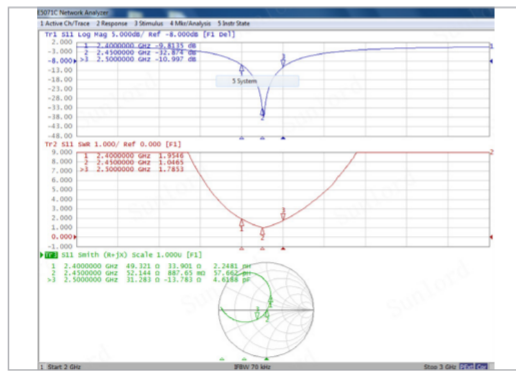 E5071C Network Analyzer
1 Active Ch/Trace 2 Response 3 Stimulus 4 Mkr/Analysis 5 Instr State
Tr1 S11 Log Mag 5.000dB/ Ref -8.000dB [F1 Del]
2.000
-3.000
-8.000
-13.00
-18.00
-23.00
-28.00
-33.00
-38.00
-43.00
-48.00
1 2.4000000 GHz -9.8135 dB
2 2.4500000 GHz -32.874 dB
>3 2.5000000 GHz -10.997 dB
5 System
Tr2 S11 SWR 1.000/ Ref 0.000 [F1]
9.000
8.000
7.000
6.000
5.000
4.000
3.000
2.000
1.000
0.000
-1.000
1 2.4000000 GHz 1.9546
2 2.4500000 GHz 1.0465
>3 2.5000000 GHz 1.7853
Tr3 S11 Smith (R+jX) Scale 1.000U [F1]
1 2.4000000 GHz 49.321 Ω 33.901 Ω 2.2481 nH
2 2.4500000 GHz 52.144 Ω 887.65 mΩ
>3 2.5000000 GHz 31.283 Ω -13.783 Ω
1 Start 2 GHz
IFBW 70 kHz
Stop 3 GHz
Sunlord